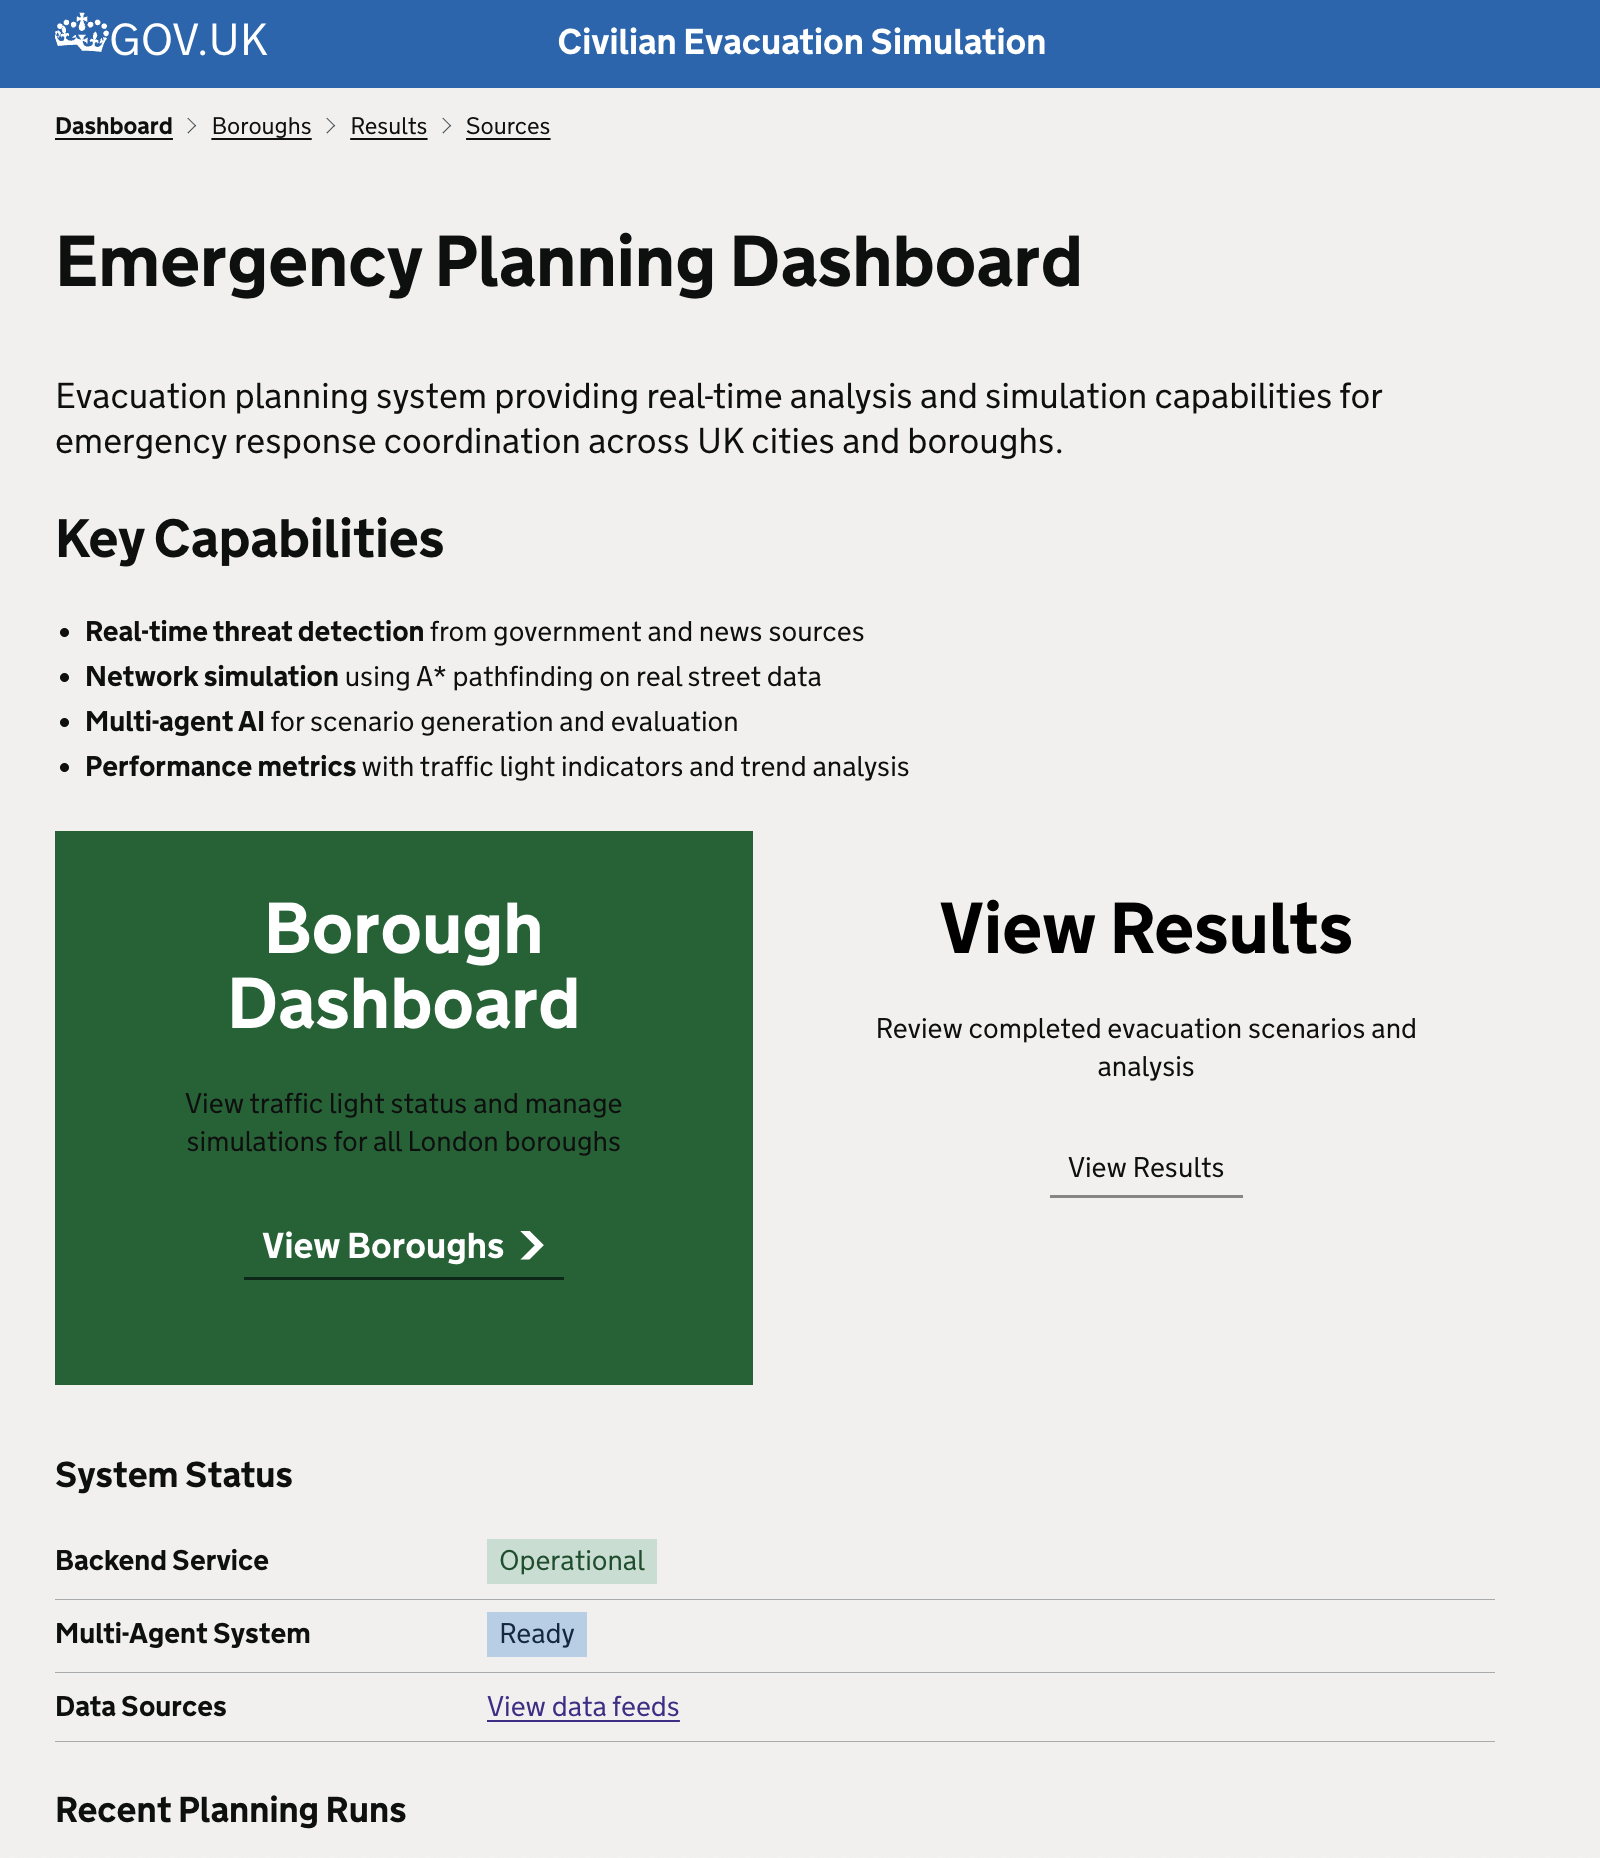 GOV.UK
Civilian Evacuation Simulation
Dashboard
Boroughs
Results
Sources
Emergency Planning Dashboard
Evacuation planning system providing real-time analysis and simulation capabilities for
emergency response coordination across UK cities and boroughs.
Key Capabilities
• Real-time threat detection from government and news sources
• Network simulation using A* pathfinding on real street data
• Multi-agent AI for scenario generation and evaluation
• Performance metrics with traffic light indicators and trend analysis
Borough
Dashboard
View traffic light status and manage
simulations for all London boroughs
View Boroughs
View Results
Review completed evacuation scenarios and
analysis
View Results
System Status
Backend Service
Operational
Multi-Agent System
Ready
Data Sources
View data feeds
Recent Planning Runs